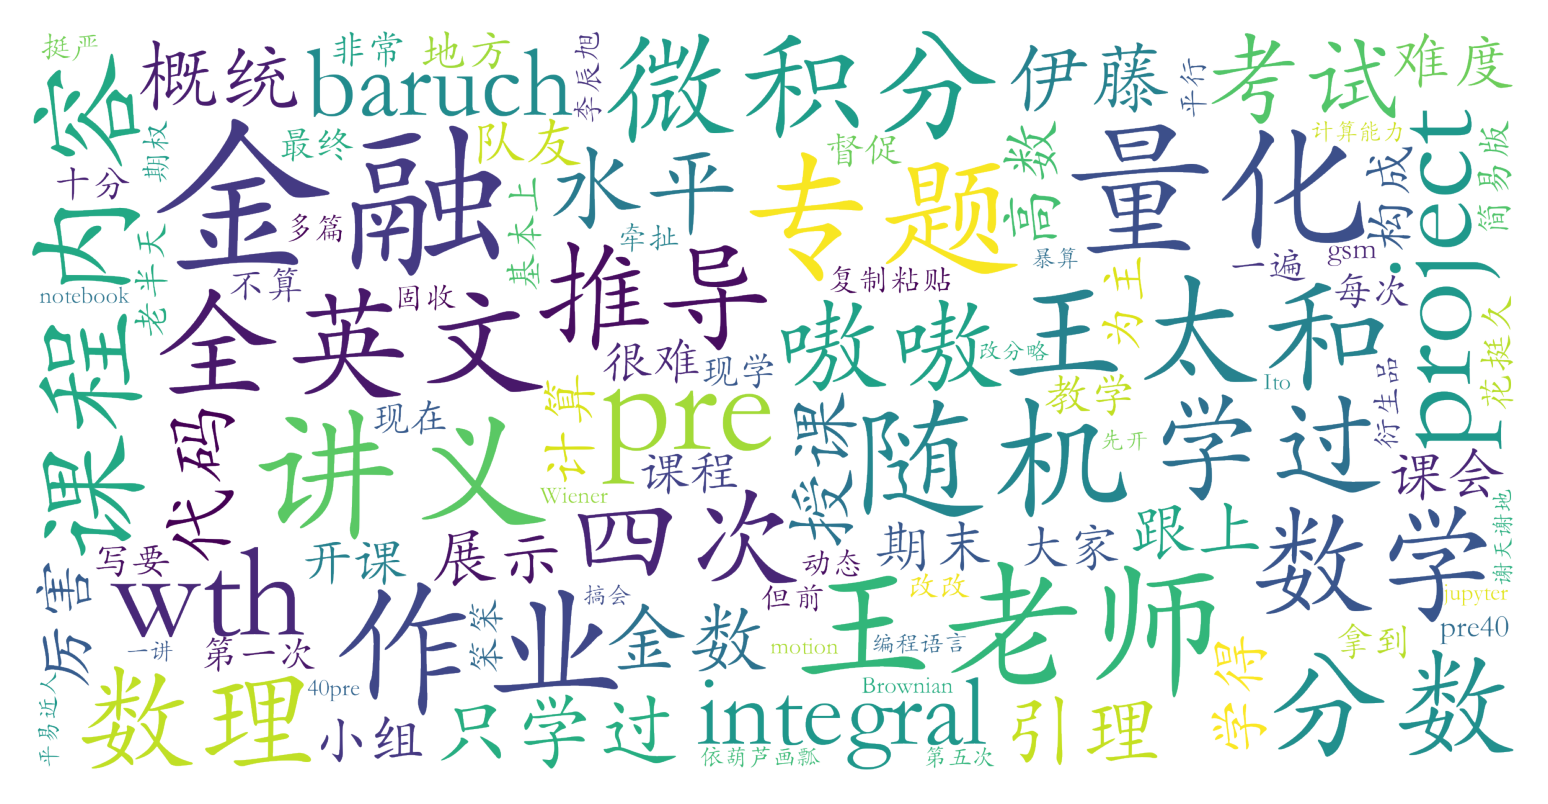 挺严
内容
概统
非常
地方
baruch
李辰旭
微积分
伊藤
平行
考试
难度
十分
期权
金融
最终
队友
水平
督促
专题
高数
量化
计算能力
构成
简易版
project
课程内容
老半天
多篇
基本上
牵扯
暴算
一遍
gsm
notebook
不算
固收
推导
复制粘贴
为王
每次
全英文
很难
现学
嗷嗷
改分略
王太和
Ito
花挺久
代码
现在
讲义
计算
pre
课程
授课
随机
教学
先开
学过
衍生品
课会
Wiener
写要
开课
展示
四次
动态
期末
大家
跟上
数学
谢天谢地
厉害
wth
第一次
一讲
作业
笨笨
搞会
金数
但前
改改
王老师
编程语言
jupyter
pre40
motion
平易近人
数理
40pre
小组
只学过
integral
Brownian
依葫芦画瓢
第五次
引理
学得
拿到
分数